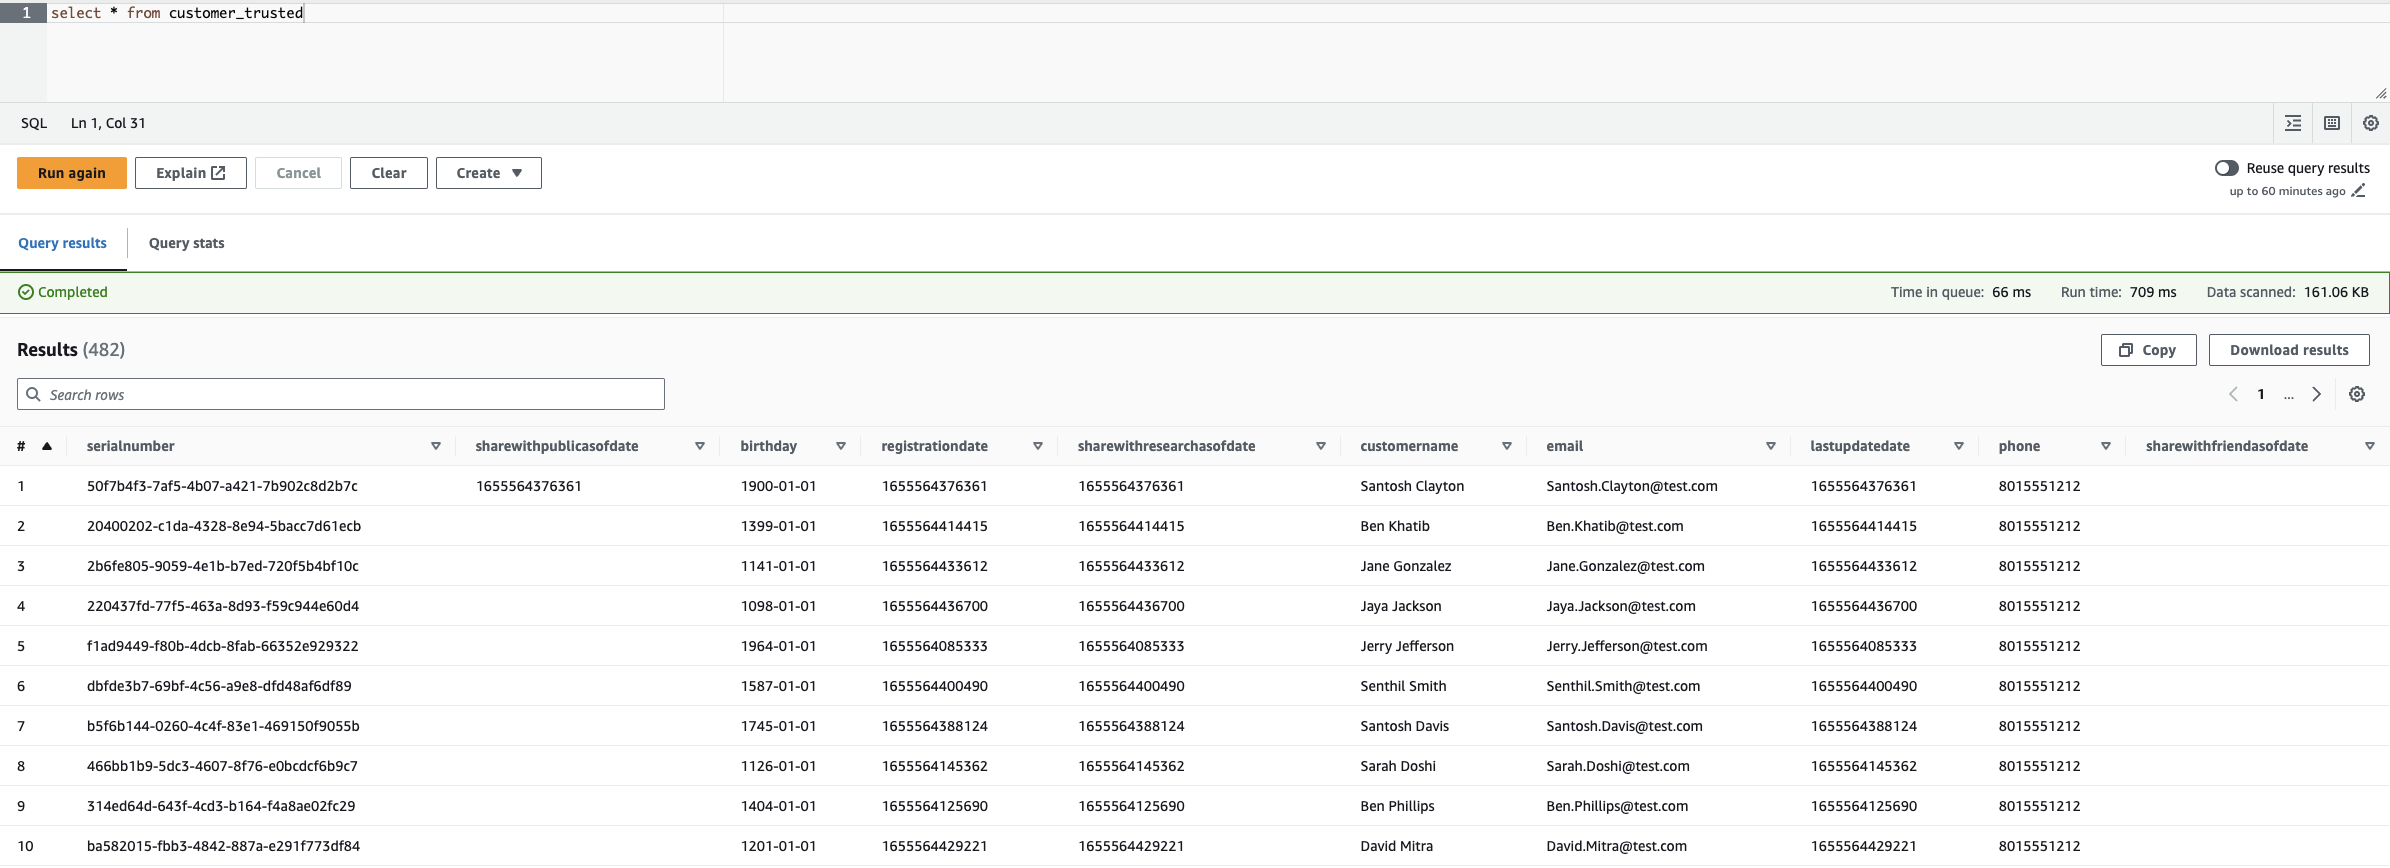 1 select * from customer_trusted
SQL Ln 1, Col 31
Run again Explain Cancel Clear Create Reuse query results
up to 60 minutes ago
Query results Query stats
Completed Time in queue: 66 ms Run time: 709 ms Data scanned: 161.06 KB
Results (482) Copy Download results
Search rows 1 ...
# serialnumber sharewithpublicasofdate birthday registrationdate sharewithresearchasofdate customername email lastupdatedate phone sharewithfriendasofdate
1 50f7b4f3-7af5-4b07-a421-7b902c8d2b7c 1655564376361 1900-01-01 1655564376361 1655564376361 Santosh Clayton Santosh.Clayton@test.com 1655564376361 8015551212
2 20400202-c1da-4328-8e94-5bacc7d61ecb 1399-01-01 1655564414415 1655564414415 Ben Khatib Ben.Khatib@test.com 1655564414415 8015551212
3 2b6fe805-9059-4e1b-b7ed-720f5b4bf10c 1141-01-01 1655564433612 1655564433612 Jane Gonzalez Jane.Gonzalez@test.com 1655564433612 8015551212
4 220437fd-77f5-463a-8d93-f59c944e60d4 1098-01-01 1655564436700 1655564436700 Jaya Jackson Jaya.Jackson@test.com 1655564436700 8015551212
5 f1ad9449-f80b-4dcb-8fab-66352e929322 1964-01-01 1655564085333 1655564085333 Jerry Jefferson Jerry.Jefferson@test.com 1655564085333 8015551212
6 dbfde3b7-69bf-4c56-a9e8-dfd48af6df89 1587-01-01 1655564400490 1655564400490 Senthil Smith Senthil.Smith@test.com 1655564400490 8015551212
7 b5f6b144-0260-4c4f-83e1-469150f9055b 1745-01-01 1655564388124 1655564388124 Santosh Davis Santosh.Davis@test.com 1655564388124 8015551212
8 466bb1b9-5dc3-4607-8f76-e0bcdcf6b9c7 1126-01-01 1655564145362 1655564145362 Sarah Doshi Sarah.Doshi@test.com 1655564145362 8015551212
9 314ed64d-643f-4cd3-b164-f4a8ae02fc29 1404-01-01 1655564125690 1655564125690 Ben Phillips Ben.Phillips@test.com 1655564125690 8015551212
10 ba582015-fbb3-4842-887a-e291f773df84 1201-01-01 1655564429221 1655564429221 David Mitra David.Mitra@test.com 1655564429221 8015551212